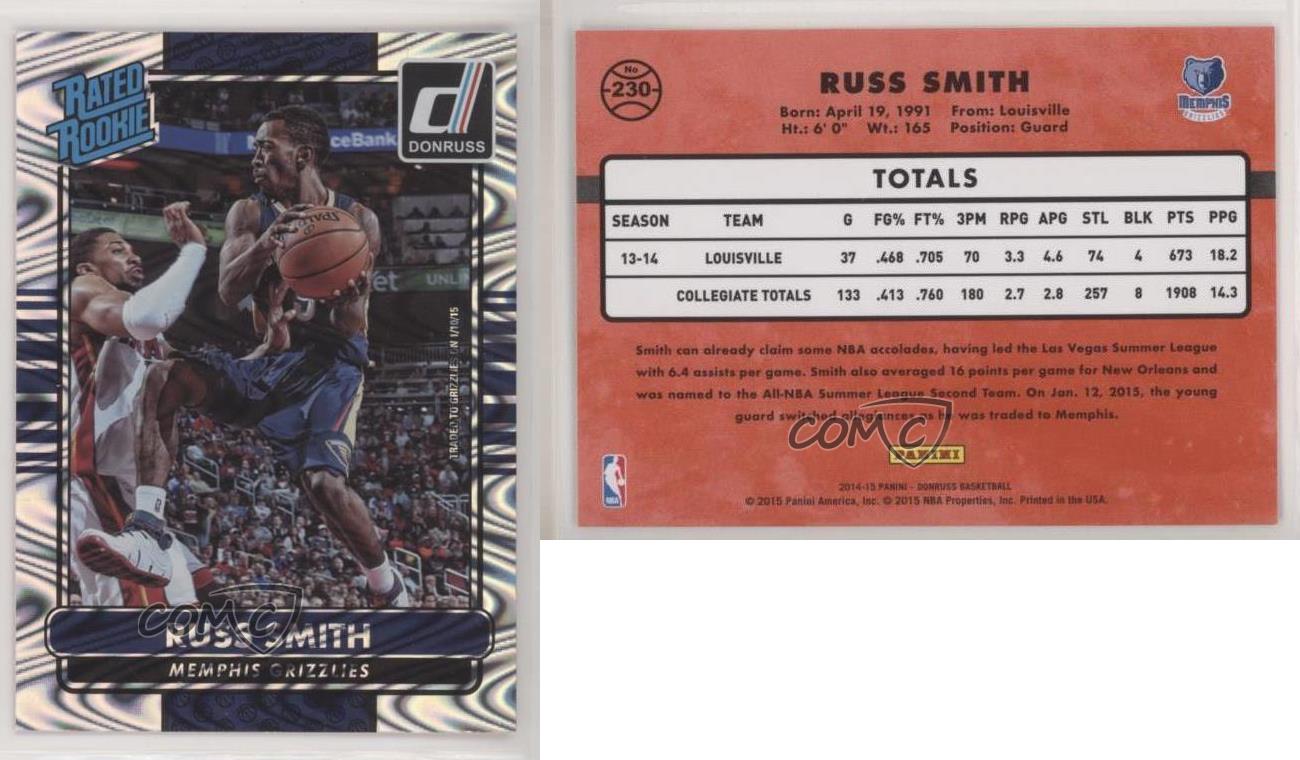 RATED
ROOKIE
DONRUSS
ceBank
SPALDING
UNLI
TRADED TO GRIZZLIES ON 1/10/15
COMC
RUSS SMITH
MEMPHIS GRIZZLIES
No
230
RUSS SMITH
Born: April 19, 1991 From: Louisville
Ht.: 6' 0" Wt.: 165 Position: Guard
MEMPHIS
GRIZZLIES
TOTALS
SEASON TEAM G FG% FT% 3PM RPG APG STL BLK PTS PPG
13-14 LOUISVILLE 37 .468 .705 70 3.3 4.6 74 4 673 18.2
COLLEGIATE TOTALS 133 .413 .760 180 2.7 2.8 257 8 1908 14.3
Smith can already claim some NBA accolades, having led the Las Vegas Summer League
with 6.4 assists per game. Smith also averaged 16 points per game for New Orleans and
was named to the All-NBA Summer League Second Team. On Jan. 12, 2015, the young
guard switched allegiances as he was traded to Memphis.
COMC
PANINI
NBA
2014-15 PANINI - DONRUSS BASKETBALL
© 2015 Panini America, Inc. © 2015 NBA Properties, Inc. Printed in the USA.